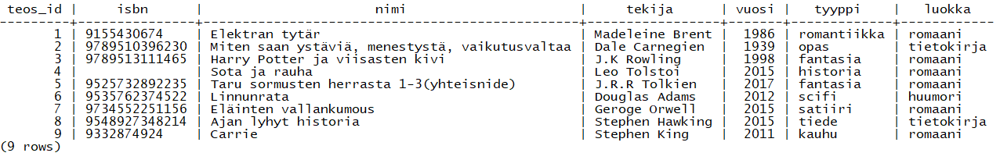 teos_id | isbn | nimi | tekija | vuosi | tyyppi | luokka
1 | 9155430674 | Elektran tytär | Madeleine Brent | 1986 | romantiikka | romaani
2 | 9789510396230 | Miten saan ystäviä, menestystä, vaikutusvaltaa | Dale Carnegien | 1939 | opas | tietokirja
3 | 9789513111465 | Harry Potter ja viisasten kivi | J.K Rowling | 1998 | fantasia | romaani
4 | | Sota ja rauha | Leo Tolstoi | 2015 | historia | romaani
5 | 9525732892235 | Taru sormusten herrasta 1-3(yhteisnide) | J.R.R Tolkien | 2017 | fantasia | romaani
6 | 9535762374522 | Linnunrata | Douglas Adams | 2012 | scifi | huumori
7 | 9734552251156 | Eläinten vallankumous | Geroge Orwell | 2015 | satiiri | romaani
8 | 9548927348214 | Ajan lyhyt historia | Stephen Hawking | 2015 | tiede | tietokirja
9 | 9332874924 | Carrie | Stephen King | 2011 | kauhu | romaani
(9 rows)